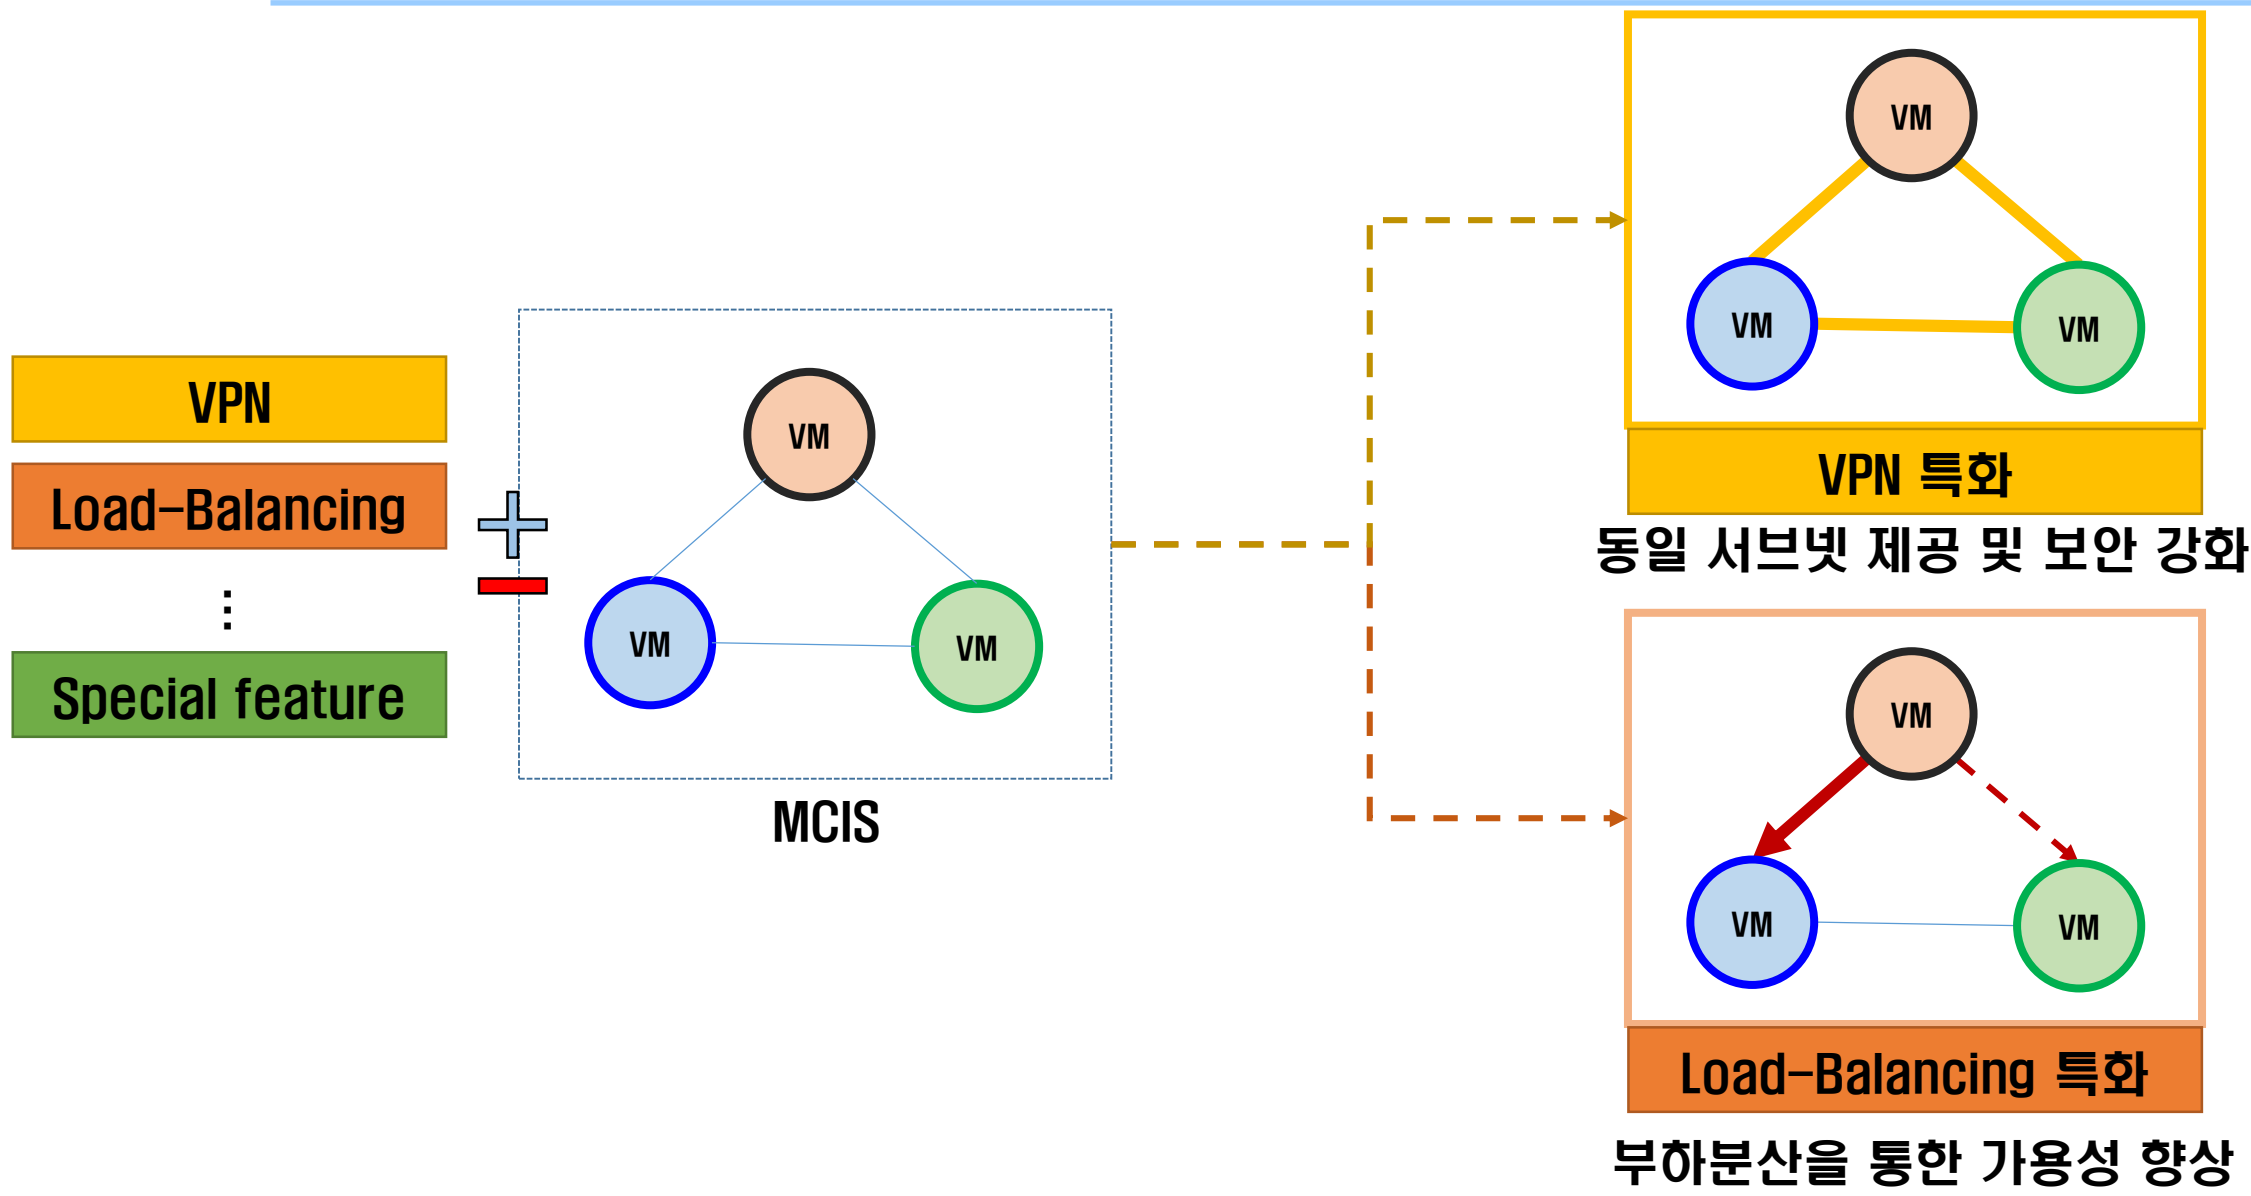 VPN
Load-Balancing
⋮
Special feature
VM
VM
VM
MCIS
VM
VM
VM
VPN 특화
동일 서브넷 제공 및 보안 강화
VM
VM
VM
Load-Balancing 특화
부하분산을 통한 가용성 향상